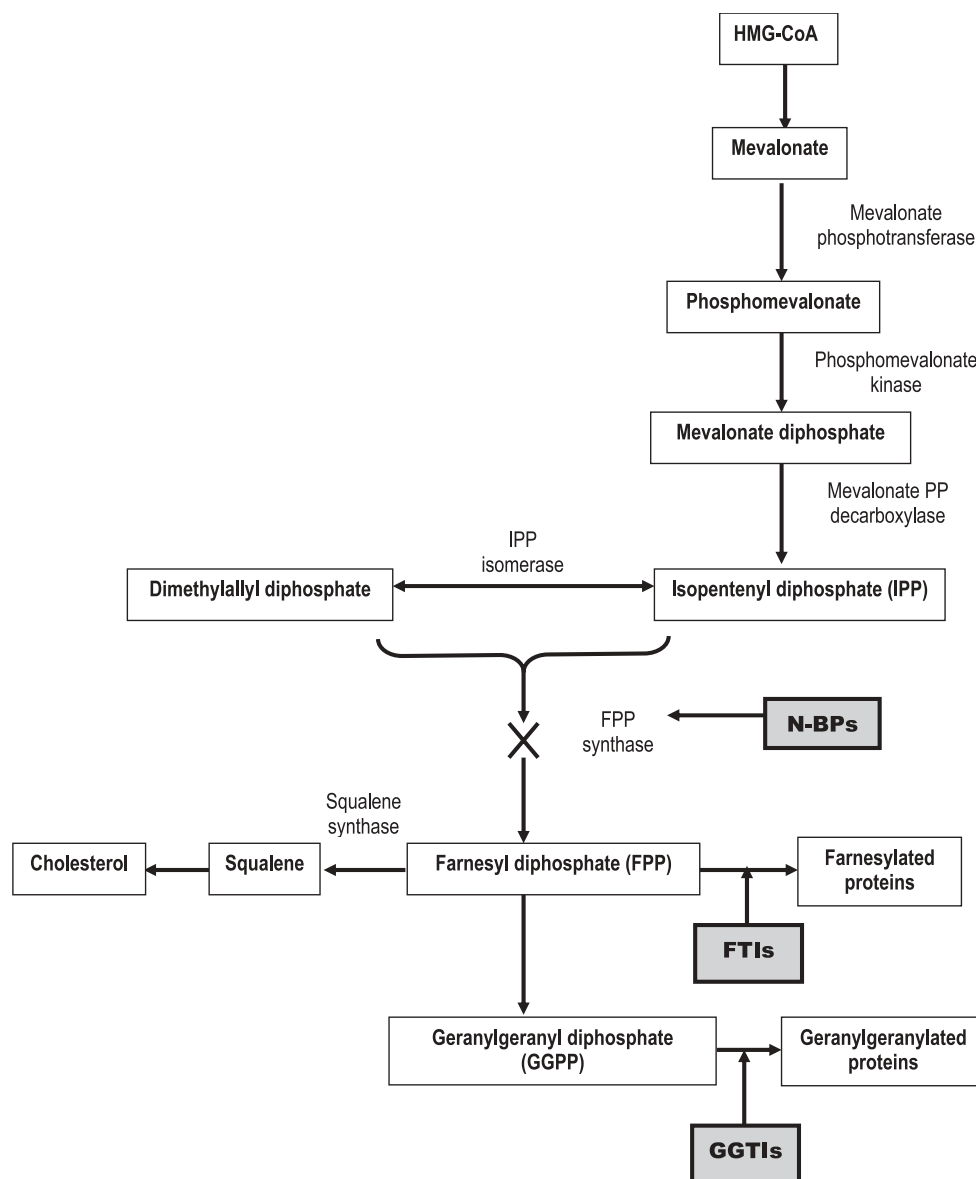 HMG-CoA
Mevalonate
Mevalonate
phosphotransferase
Phosphomevalonate
Phosphomevalonate
kinase
Mevalonate diphosphate
Mevalonate PP
decarboxylase
IPP
isomerase
Dimethylallyl diphosphate
Isopentenyl diphosphate (IPP)
FPP
synthase
N-BPs
Squalene
synthase
Cholesterol
Squalene
Farnesyl diphosphate (FPP)
Farnesylated
proteins
FTIs
Geranylgeranyl diphosphate
(GGPP)
Geranylgeranylated
proteins
GGTIs